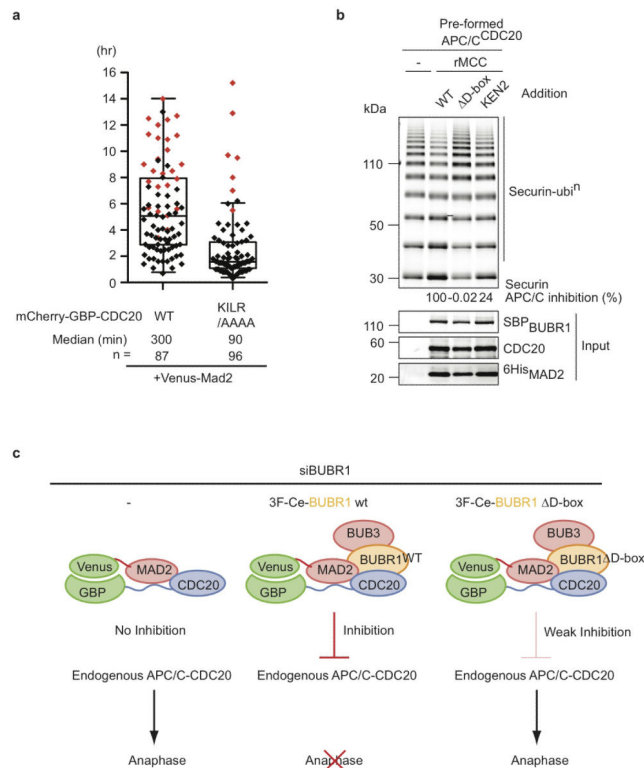 a
(hr)
16
14
12
10
8
6
4
2
0
mCherry-GBP-CDC20 WT KILR
/AAAA
Median (min) 300 90
n = 87 96
+Venus-Mad2
b
Pre-formed
APC/C^CDC20
rMCC
- WT ΔD-box KEN2 Addition
kDa
110
50
30
Securin-ubi^n
Securin
100 -0.02 24 APC/C inhibition (%)
110 SBP BUBR1
60 CDC20
20 6His MAD2
Input
c
siBUBR1
- 3F-Ce-BUBR1 wt 3F-Ce-BUBR1 ΔD-box
Venus MAD2 GBP CDC20
BUB3 Venus MAD2 BUBR1^WT GBP CDC20
BUB3 Venus MAD2 BUBR1^ΔD-box GBP CDC20
No Inhibition Inhibition Weak Inhibition
Endogenous APC/C-CDC20 Endogenous APC/C-CDC20 Endogenous APC/C-CDC20
Anaphase Anaphase Anaphase